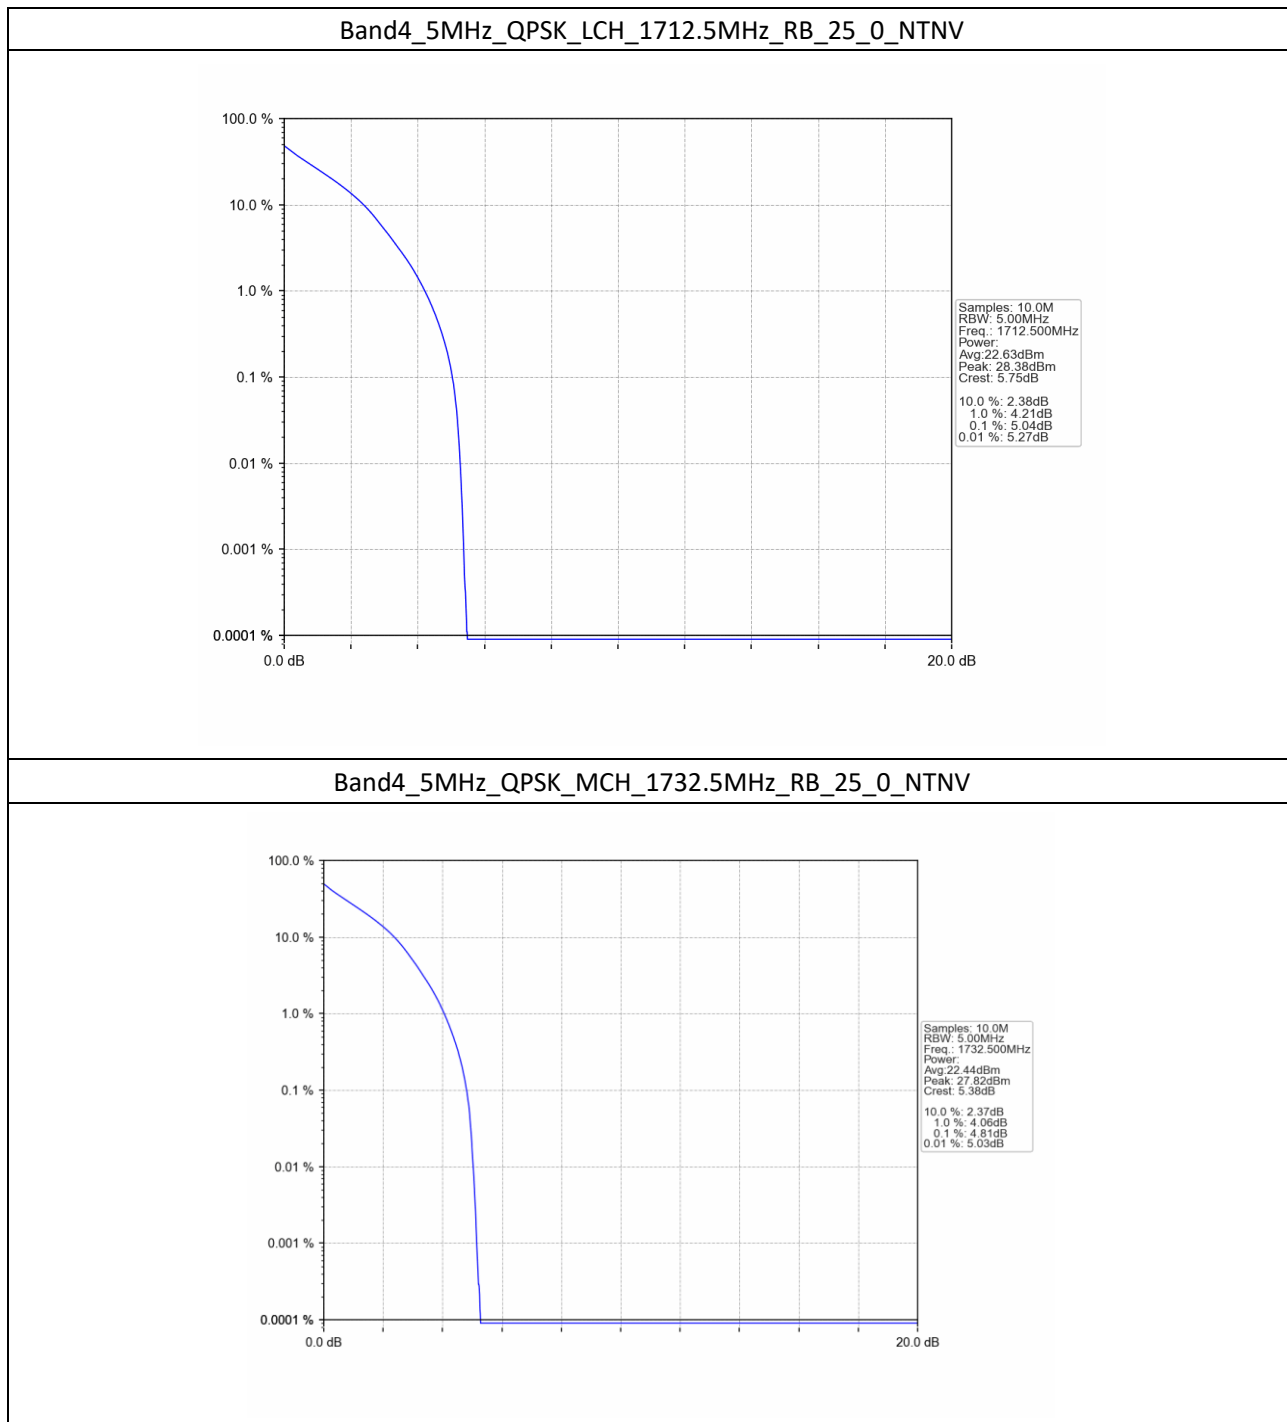 Band4_5MHz_QPSK_LCH_1712.5MHz_RB_25_0_NTNV
100.0 %
10.0 %
1.0 %
0.1 %
0.01 %
0.001 %
0.0001 %
0.0 dB
20.0 dB
Samples: 10.0M
RBW: 5.00MHz
Freq.: 1712.500MHz
Power:
Avg:22.63dBm
Peak: 28.38dBm
Crest: 5.75dB
10.0 %: 2.38dB
1.0 %: 4.21dB
0.1 %: 5.04dB
0.01 %: 5.27dB
Band4_5MHz_QPSK_MCH_1732.5MHz_RB_25_0_NTNV
100.0 %
10.0 %
1.0 %
0.1 %
0.01 %
0.001 %
0.0001 %
0.0 dB
20.0 dB
Samples: 10.0M
RBW: 5.00MHz
Freq.: 1732.500MHz
Power:
Avg:22.44dBm
Peak: 27.82dBm
Crest: 5.38dB
10.0 %: 2.37dB
1.0 %: 4.06dB
0.1 %: 4.81dB
0.01 %: 5.03dB